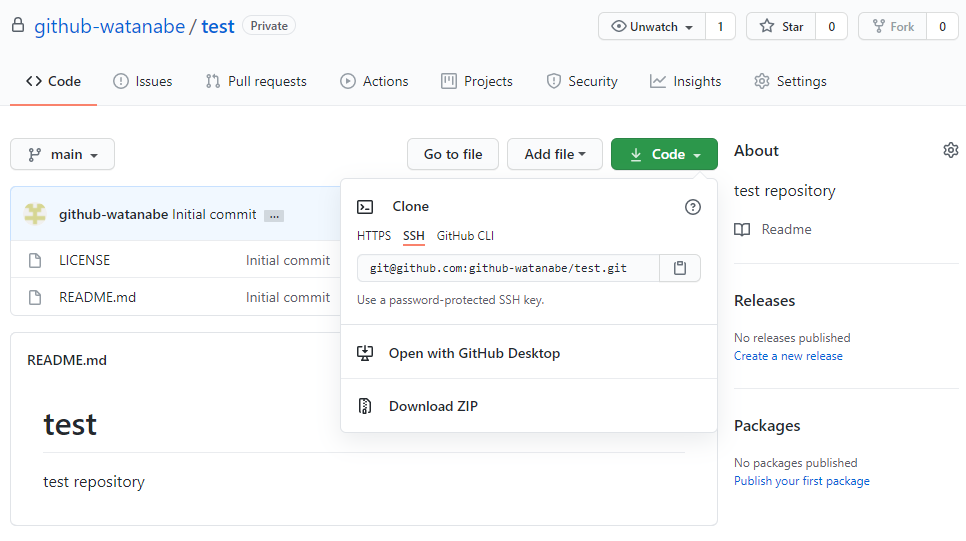 github-watanabe / test Private
Unwatch 1 Star 0 Fork 0
Code Issues Pull requests Actions Projects Security Insights Settings
main Go to file Add file Code
github-watanabe Initial commit ...
LICENSE Initial commit
README.md Initial commit
Clone
HTTPS SSH GitHub CLI
git@github.com:github-watanabe/test.git
Use a password-protected SSH key.
Open with GitHub Desktop
Download ZIP
README.md
test
test repository
About
test repository
Readme
Releases
No releases published
Create a new release
Packages
No packages published
Publish your first package